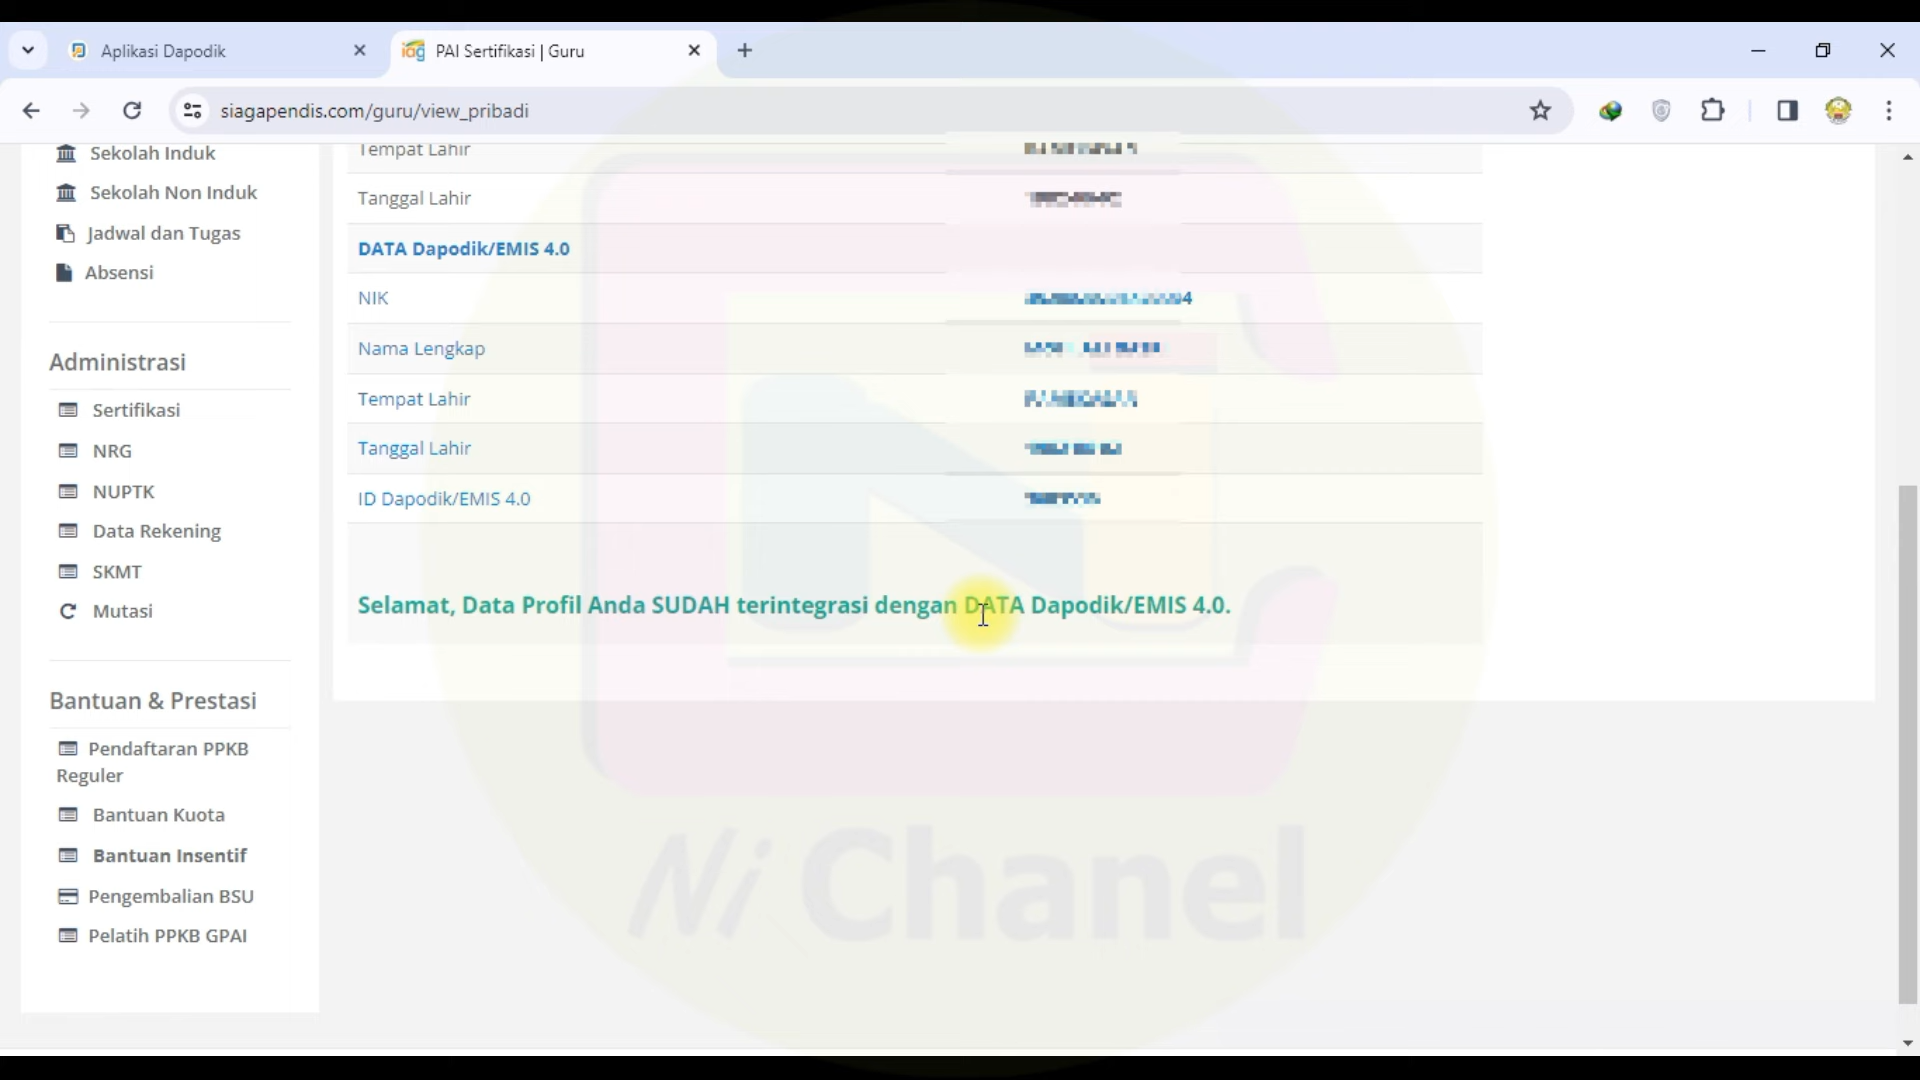 Aplikasi Dapodik
PAI Sertifikasi | Guru
siagapendis.com/guru/view_pribadi
Sekolah Induk
Sekolah Non Induk
Jadwal dan Tugas
Absensi
Administrasi
Sertifikasi
NRG
NUPTK
Data Rekening
SKMT
Mutasi
Bantuan & Prestasi
Pendaftaran PPKB
Reguler
Bantuan Kuota
Bantuan Insentif
Pengembalian BSU
Pelatih PPKB GPAI
Tempat Lahir
Tanggal Lahir
DATA Dapodik/EMIS 4.0
NIK
Nama Lengkap
Tempat Lahir
Tanggal Lahir
ID Dapodik/EMIS 4.0
Selamat, Data Profil Anda SUDAH terintegrasi dengan DATA Dapodik/EMIS 4.0.
Ni Chanel